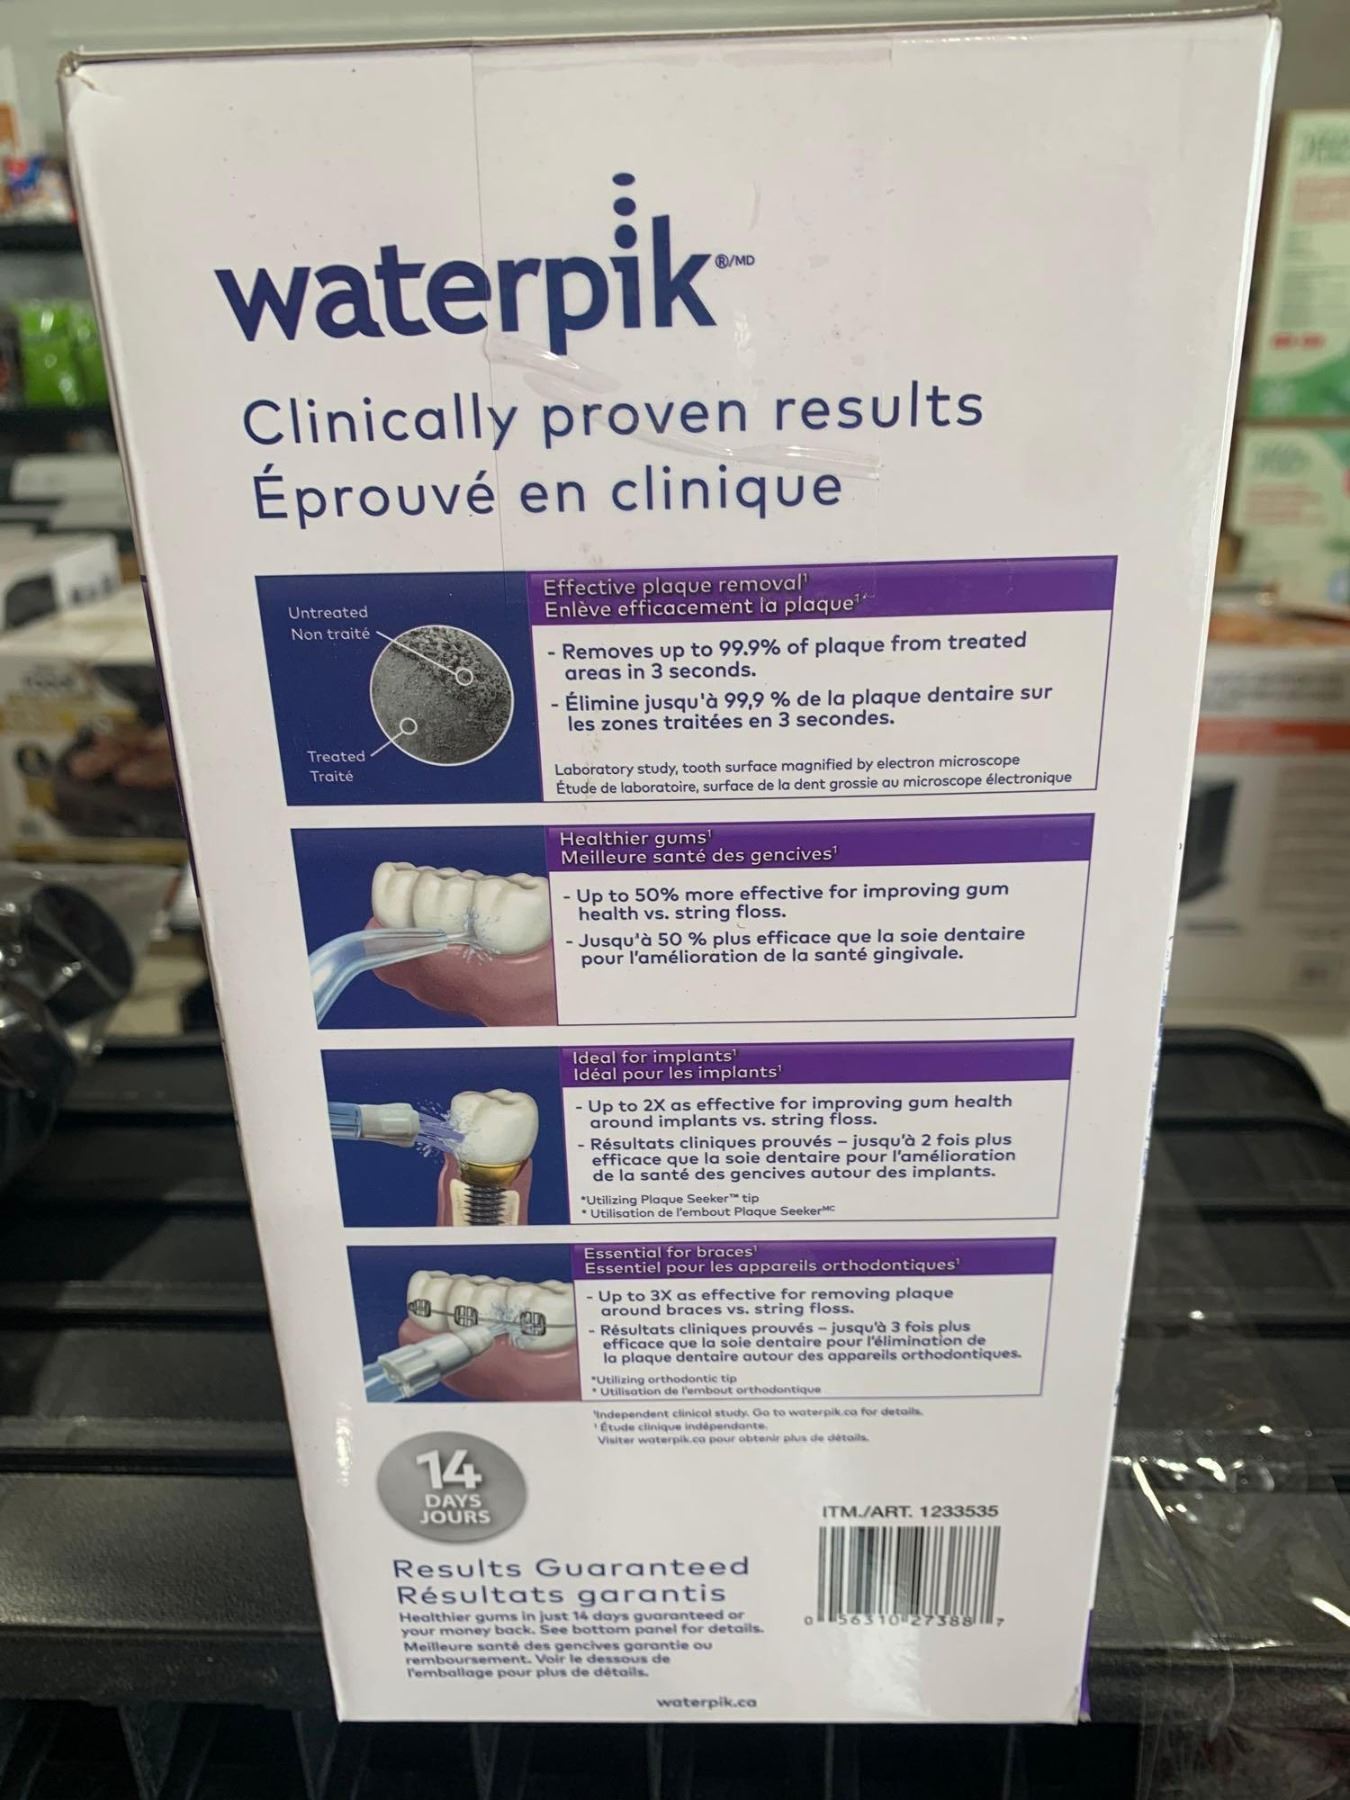 waterpik®/MD
Clinically proven results
Éprouvé en clinique
Untreated
Non traité
Treated
Traité
Effective plaque removal¹
Enlève efficacement la plaque¹
- Removes up to 99.9% of plaque from treated
areas in 3 seconds.
- Élimine jusqu'à 99,9 % de la plaque dentaire sur
les zones traitées en 3 secondes.
Laboratory study, tooth surface magnified by electron microscope
Étude de laboratoire, surface de la dent grossie au microscope électronique
Healthier gums¹
Meilleure santé des gencives¹
- Up to 50% more effective for improving gum
health vs. string floss.
- Jusqu'à 50 % plus efficace que la soie dentaire
pour l'amélioration de la santé gingivale.
Ideal for implants¹
Idéal pour les implants¹
- Up to 2X as effective for improving gum health
around implants vs. string floss.
- Résultats cliniques prouvés – jusqu'à 2 fois plus
efficace que la soie dentaire pour l'amélioration
de la santé des gencives autour des implants.
*Utilizing Plaque Seeker™ tip
* Utilisation de l'embout Plaque SeekerMC
Essential for braces¹
Essentiel pour les appareils orthodontiques¹
- Up to 3X as effective for removing plaque
around braces vs. string floss.
- Résultats cliniques prouvés – jusqu'à 3 fois plus
efficace que la soie dentaire pour l'élimination de
la plaque dentaire autour des appareils orthodontiques.
*Utilizing orthodontic tip
* Utilisation de l'embout orthodontique
¹Independent clinical study. Go to waterpik.ca for details.
¹ Étude clinique indépendante.
Visiter waterpik.ca pour obtenir plus de détails.
14
DAYS
JOURS
Results Guaranteed
Résultats garantis
Healthier gums in just 14 days guaranteed or
your money back. See bottom panel for details.
Meilleure santé des gencives garantie ou
remboursement. Voir le dessous de
l'emballage pour plus de détails.
ITM./ART. 1233535
0 56310 27388 7
waterpik.ca